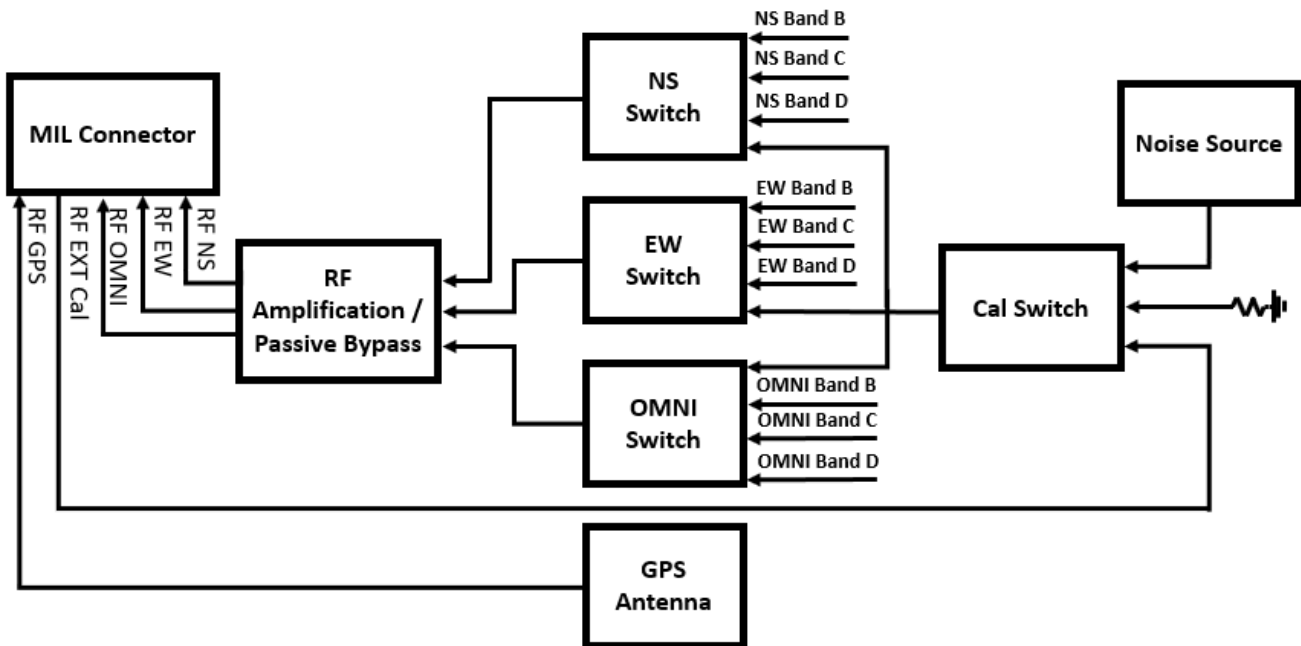 MIL Connector
RF GPS
RF EXT Cal
RF OMNI
RF EW
RF NS
RF
Amplification /
Passive Bypass
NS
Switch
NS Band B
NS Band C
NS Band D
EW
Switch
EW Band B
EW Band C
EW Band D
OMNI
Switch
OMNI Band B
OMNI Band C
OMNI Band D
GPS
Antenna
Cal Switch
Noise Source